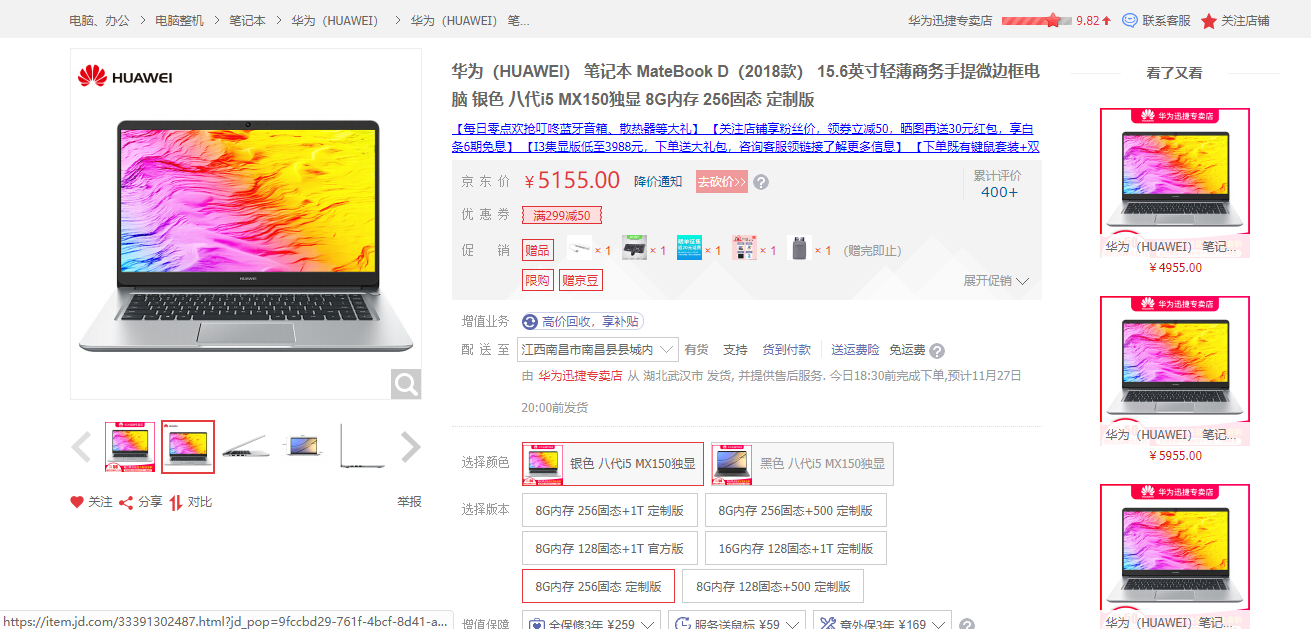 电脑、办公 > 电脑整机 > 笔记本 > 华为（HUAWEI） > 华为（HUAWEI） 笔...
华为迅捷专卖店 9.82 联系客服 关注店铺
HUAWEI
华为（HUAWEI） 笔记本 MateBook D（2018款） 15.6英寸轻薄商务手提微边框电
脑 银色 八代i5 MX150独显 8G内存 256固态 定制版
【每日零点欢抢叮咚蓝牙音箱、散热器等大礼】 【关注店铺享粉丝价，领券立减50，晒图再送30元红包，享白
条6期免息】 【I3集显版低至3988元，下单送大礼包，咨询客服领链接了解更多信息】 【下单既有键鼠套装+双
京东价 ￥5155.00 降价通知 去砍价>> ?
累计评价
400+
优惠券 满299减50
促销 赠品 × 1 × 1 × 1 × 1 × 1 (赠完即止)
限购 赠京豆
展开促销
增值业务 高价回收，享补贴
配送至 江西南昌市南昌县县城内 有货 支持 货到付款 送运费险 免运费 ?
由 华为迅捷专卖店 从 湖北武汉市 发货, 并提供售后服务. 今日18:30前完成下单,预计11月27日
20:00前发货
选择颜色 银色 八代i5 MX150独显 黑色 八代i5 MX150独显
选择版本 8G内存 256固态+1T 定制版 8G内存 256固态+500 定制版
8G内存 128固态+1T 官方版 16G内存 128固态+1T 定制版
8G内存 256固态 定制版 8G内存 128固态+500 定制版
增值保障 全保修3年 ¥259 服务送鼠标 ¥59 意外保3年 ¥169 ?
HUAWEI
关注 分享 对比 举报
看了又看
华为迅捷专卖店
华为（HUAWEI） 笔记...
￥4955.00
华为迅捷专卖店
华为（HUAWEI） 笔记...
￥5955.00
华为迅捷专卖店
华为（HUAWEI） 笔记...
https://item.jd.com/33391302487.html?jd_pop=9fccbd29-761f-4bcf-8d41-a...